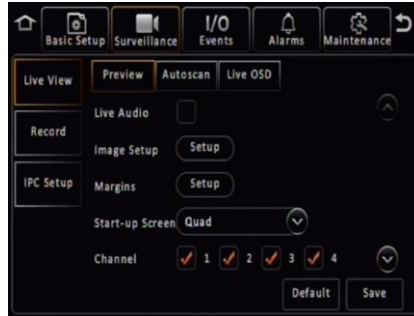 Basic Setup Surveillance I/O Events Alarms Maintenance
Live View Preview Autoscan Live OSD
Live Audio
Record
Image Setup Setup
IPC Setup Margins Setup
Start-up Screen Quad
Channel 1 2 3 4
Default Save